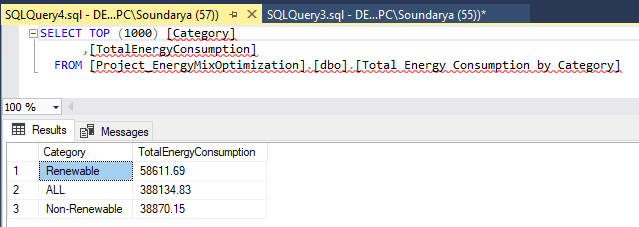 SQLQuery4.sql - DE...PC\Soundarya (57))
SQLQuery3.sql - DE...PC\Soundarya (55))*
SELECT TOP (1000) [Category]
,[TotalEnergyConsumption]
FROM [Project_EnergyMixOptimization].[dbo].[Total Energy Consumption by Category]
100 %
Results Messages
Category TotalEnergyConsumption
1 Renewable 58611.69
2 ALL 388134.83
3 Non-Renewable 38870.15